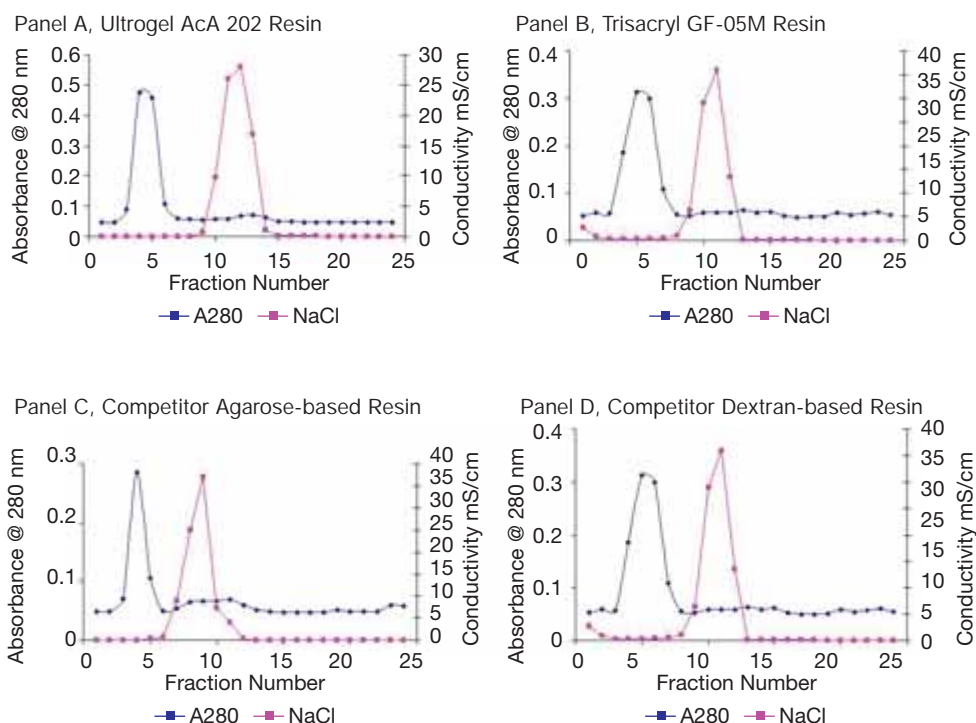 Panel A, Ultrogel AcA 202 Resin
Absorbance @ 280 nm
0.6
0.5
0.4
0.3
0.2
0.1
0
30
25
20
15
10
5
0
Conductivity mS/cm
0 5 10 15 20 25
Fraction Number
A280 NaCl
Panel B, Trisacryl GF-05M Resin
Absorbance @ 280 nm
0.4
0.3
0.2
0.1
0
40
35
30
25
20
15
10
5
0
Conductivity mS/cm
0 5 10 15 20 25
Fraction Number
A280 NaCl
Panel C, Competitor Agarose-based Resin
Absorbance @ 280 nm
0.3
0.2
0.1
0
40
35
30
25
20
15
10
5
0
Conductivity mS/cm
0 5 10 15 20 25
Fraction Number
A280 NaCl
Panel D, Competitor Dextran-based Resin
Absorbance @ 280 nm
0.4
0.3
0.2
0.1
0
40
35
30
25
20
15
10
5
0
Conductivity mS/cm
0 5 10 15 20 25
Fraction Number
A280 NaCl